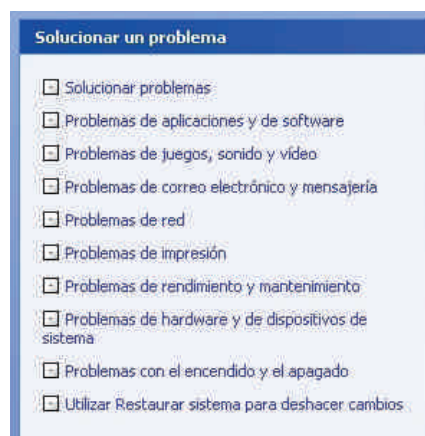 Solucionar un problema
Solucionar problemas
Problemas de aplicaciones y de software
Problemas de juegos, sonido y vídeo
Problemas de correo electrónico y mensajería
Problemas de red
Problemas de impresión
Problemas de rendimiento y mantenimiento
Problemas de hardware y de dispositivos de
sistema
Problemas con el encendido y el apagado
Utilizar Restaurar sistema para deshacer cambios